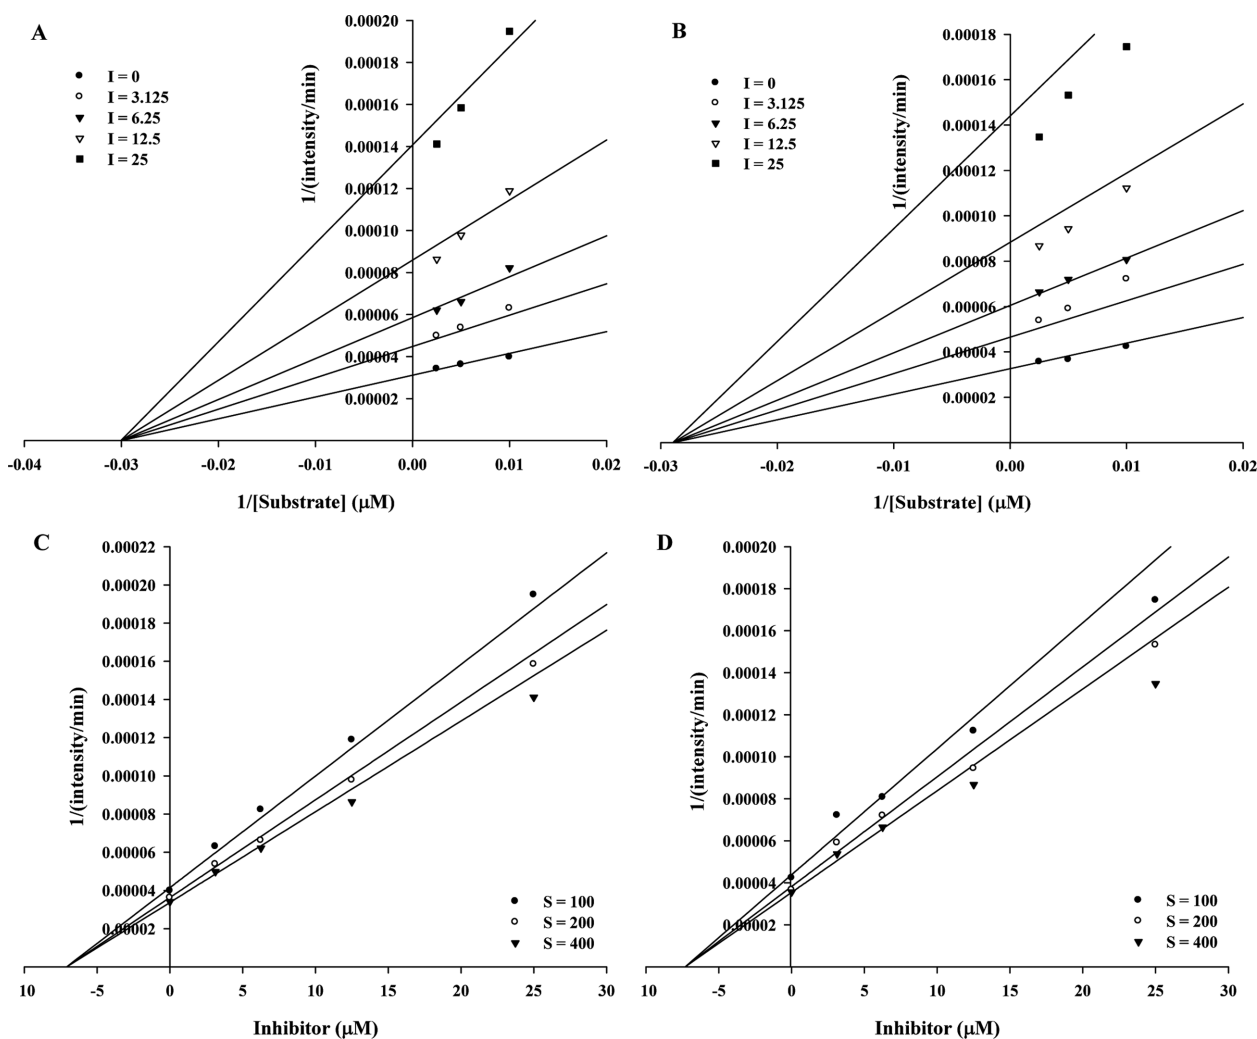 A
I = 0
I = 3.125
I = 6.25
I = 12.5
I = 25
1/(intensity/min)
0.00020
0.00018
0.00016
0.00014
0.00012
0.00010
0.00008
0.00006
0.00004
0.00002
-0.04 -0.03 -0.02 -0.01 0.00 0.01 0.02
1/[Substrate] (μM)
B
I = 0
I = 3.125
I = 6.25
I = 12.5
I = 25
1/(intensity/min)
0.00018
0.00016
0.00014
0.00012
0.00010
0.00008
0.00006
0.00004
0.00002
-0.03 -0.02 -0.01 0.00 0.01 0.02
1/[Substrate] (μM)
C
1/(intensity/min)
0.00022
0.00020
0.00018
0.00016
0.00014
0.00012
0.00010
0.00008
0.00006
0.00004
0.00002
S = 100
S = 200
S = 400
10 -5 0 5 10 15 20 25 30
Inhibitor (μM)
D
1/(intensity/min)
0.00020
0.00018
0.00016
0.00014
0.00012
0.00010
0.00008
0.00006
0.00004
0.00002
S = 100
S = 200
S = 400
10 -5 0 5 10 15 20 25 30
Inhibitor (μM)